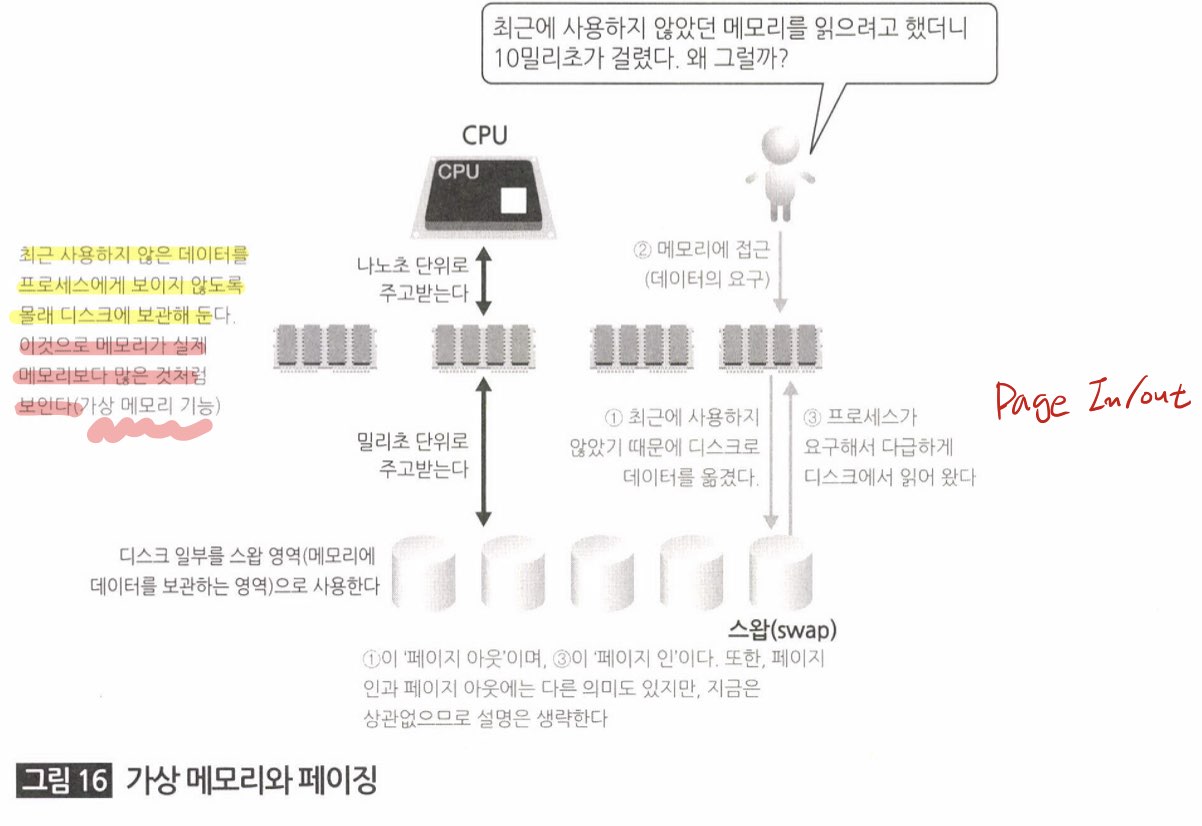 최근에 사용하지 않았던 메모리를 읽으려고 했더니
10밀리초가 걸렸다. 왜 그럴까?
CPU
CPU
최근 사용하지 않은 데이터를
프로세스에게 보이지 않도록
몰래 디스크에 보관해 둔다.
이것으로 메모리가 실제
메모리보다 많은 것처럼
보인다(가상 메모리 기능)
나노초 단위로
주고받는다
② 메모리에 접근
(데이터의 요구)
밀리초 단위로
주고받는다
① 최근에 사용하지
않았기 때문에 디스크로
데이터를 옮겼다.
③ 프로세스가
요구해서 다급하게
디스크에서 읽어 왔다
Page In/out
디스크 일부를 스왑 영역(메모리에
데이터를 보관하는 영역)으로 사용한다
스왑(swap)
①이 '페이지 아웃'이며, ③이 '페이지 인'이다. 또한, 페이지
인과 페이지 아웃에는 다른 의미도 있지만, 지금은
상관없으므로 설명은 생략한다
그림 16 가상 메모리와 페이징